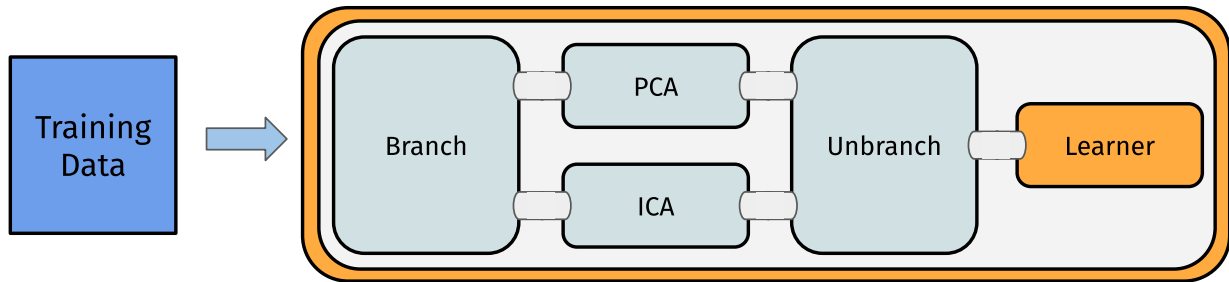 Training
Data
Branch
PCA
ICA
Unbranch
Learner